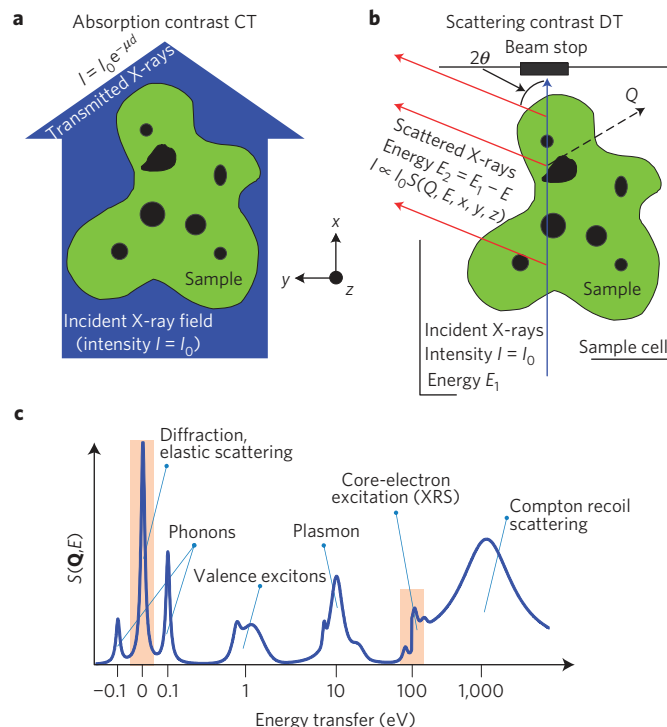 a
Absorption contrast CT
I = I₀e⁻μᵈ
Transmitted X-rays
Sample
Incident X-ray field
(intensity I = I₀)
x
y
z
b
Scattering contrast DT
Beam stop
2θ
Q
Scattered X-rays
Energy E₂ = E₁ − E
I ∝ I₀S(Q, E, x, y, z)
Sample
Incident X-rays
Intensity I = I₀
Energy E₁
Sample cell
c
S(Q,E)
Diffraction,
elastic scattering
Phonons
Valence excitons
Plasmon
Core-electron
excitation (XRS)
Compton recoil
scattering
−0.1 0 0.1 1 10 100 1,000
Energy transfer (eV)